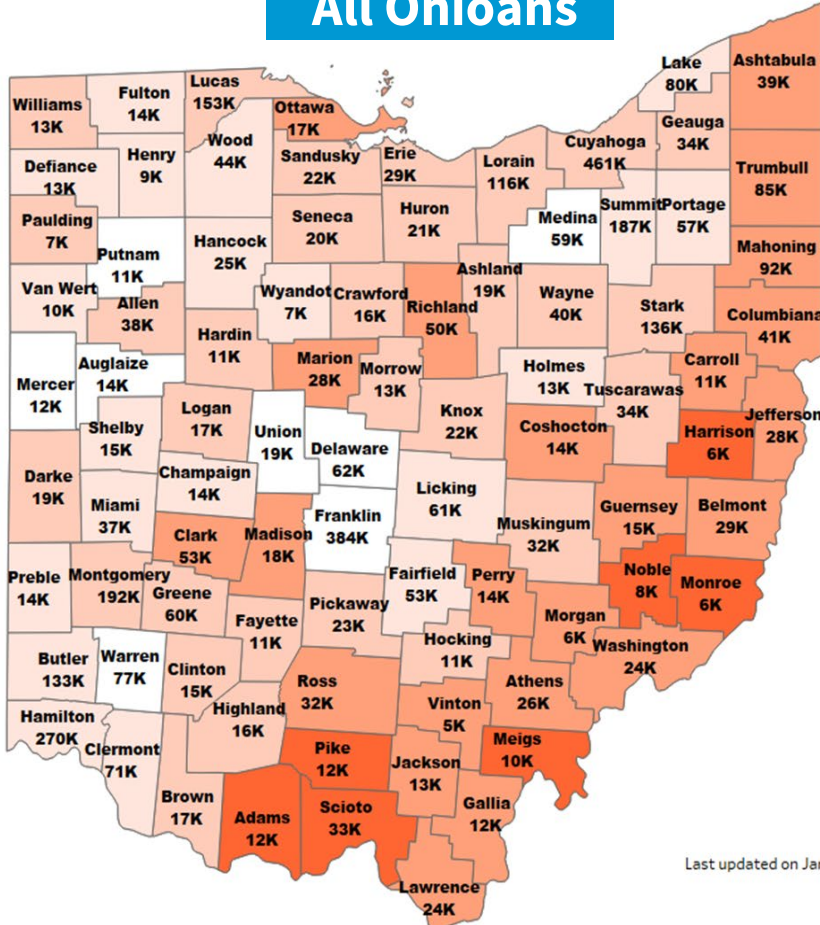 All Ohioans
Lake
80K
Ashtabula
39K
Williams
13K
Fulton
14K
Lucas
153K
Ottawa
17K
Geauga
34K
Wood
44K
Cuyahoga
461K
Defiance
13K
Henry
9K
Sandusky
22K
Erie
29K
Lorain
116K
Trumbull
85K
Paulding
7K
Seneca
20K
Huron
21K
Medina
59K
Summit
187K
Portage
57K
Hancock
25K
Putnam
11K
Mahoning
92K
Van Wert
10K
Allen
38K
Wyandot
7K
Crawford
16K
Richland
50K
Ashland
19K
Wayne
40K
Stark
136K
Columbiana
41K
Hardin
11K
Marion
28K
Morrow
13K
Holmes
13K
Tuscarawas
34K
Carroll
11K
Mercer
12K
Auglaize
14K
Logan
17K
Knox
22K
Jefferson
28K
Shelby
15K
Union
19K
Delaware
62K
Coshocton
14K
Harrison
6K
Darke
19K
Champaign
14K
Miami
37K
Licking
61K
Guernsey
15K
Belmont
29K
Franklin
384K
Muskingum
32K
Clark
53K
Madison
18K
Preble
14K
Montgomery
192K
Greene
60K
Fairfield
53K
Perry
14K
Noble
8K
Monroe
6K
Pickaway
23K
Fayette
11K
Morgan
6K
Hocking
11K
Washington
24K
Butler
133K
Warren
77K
Clinton
15K
Ross
32K
Athens
26K
Vinton
5K
Highland
16K
Hamilton
270K
Clermont
71K
Pike
12K
Meigs
10K
Jackson
13K
Brown
17K
Adams
12K
Scioto
33K
Gallia
12K
Lawrence
24K
Last updated on Jan